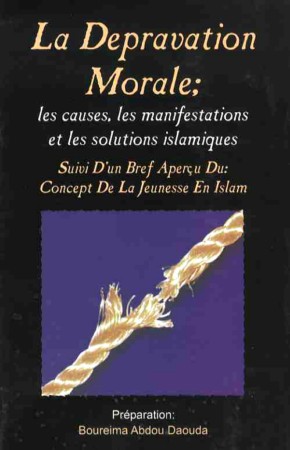 La Depravation
Morale;
les causes, les manifestations
et les solutions islamiques
Suivi D'un Bref Aperçu Du:
Concept De La Jeunesse En Islam
Préparation:
Boureima Abdou Daouda